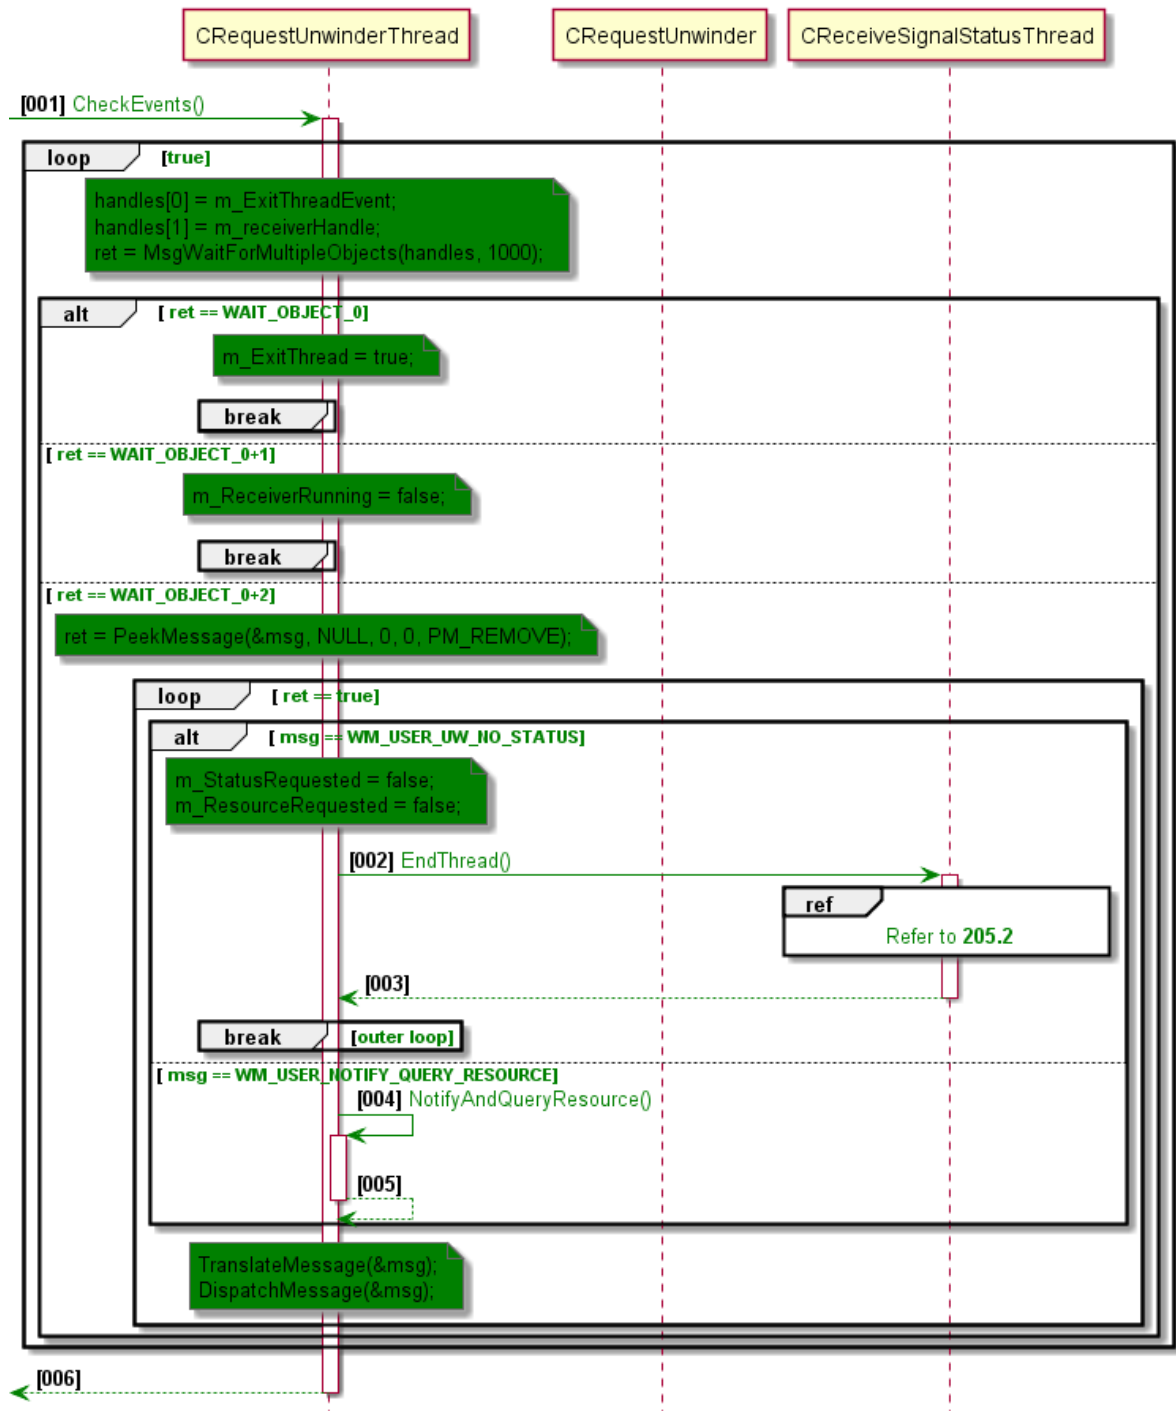 CRequestUnwinderThread CRequestUnwinder CReceiveSignalStatusThread
[001] CheckEvents()
loop [true]
handles[0] = m_ExitThreadEvent;
handles[1] = m_receiverHandle;
ret = MsgWaitForMultipleObjects(handles, 1000);
alt [ ret == WAIT_OBJECT_0]
m_ExitThread = true;
break
[ ret == WAIT_OBJECT_0+1]
m_ReceiverRunning = false;
break
[ ret == WAIT_OBJECT_0+2]
ret = PeekMessage(&msg, NULL, 0, 0, PM_REMOVE);
loop [ ret == true]
alt [ msg == WM_USER_UW_NO_STATUS]
m_StatusRequested = false;
m_ResourceRequested = false;
[002] EndThread()
ref
Refer to 205.2
[003]
break [outer loop]
[ msg == WM_USER_NOTIFY_QUERY_RESOURCE]
[004] NotifyAndQueryResource()
[005]
TranslateMessage(&msg);
DispatchMessage(&msg);
[006]